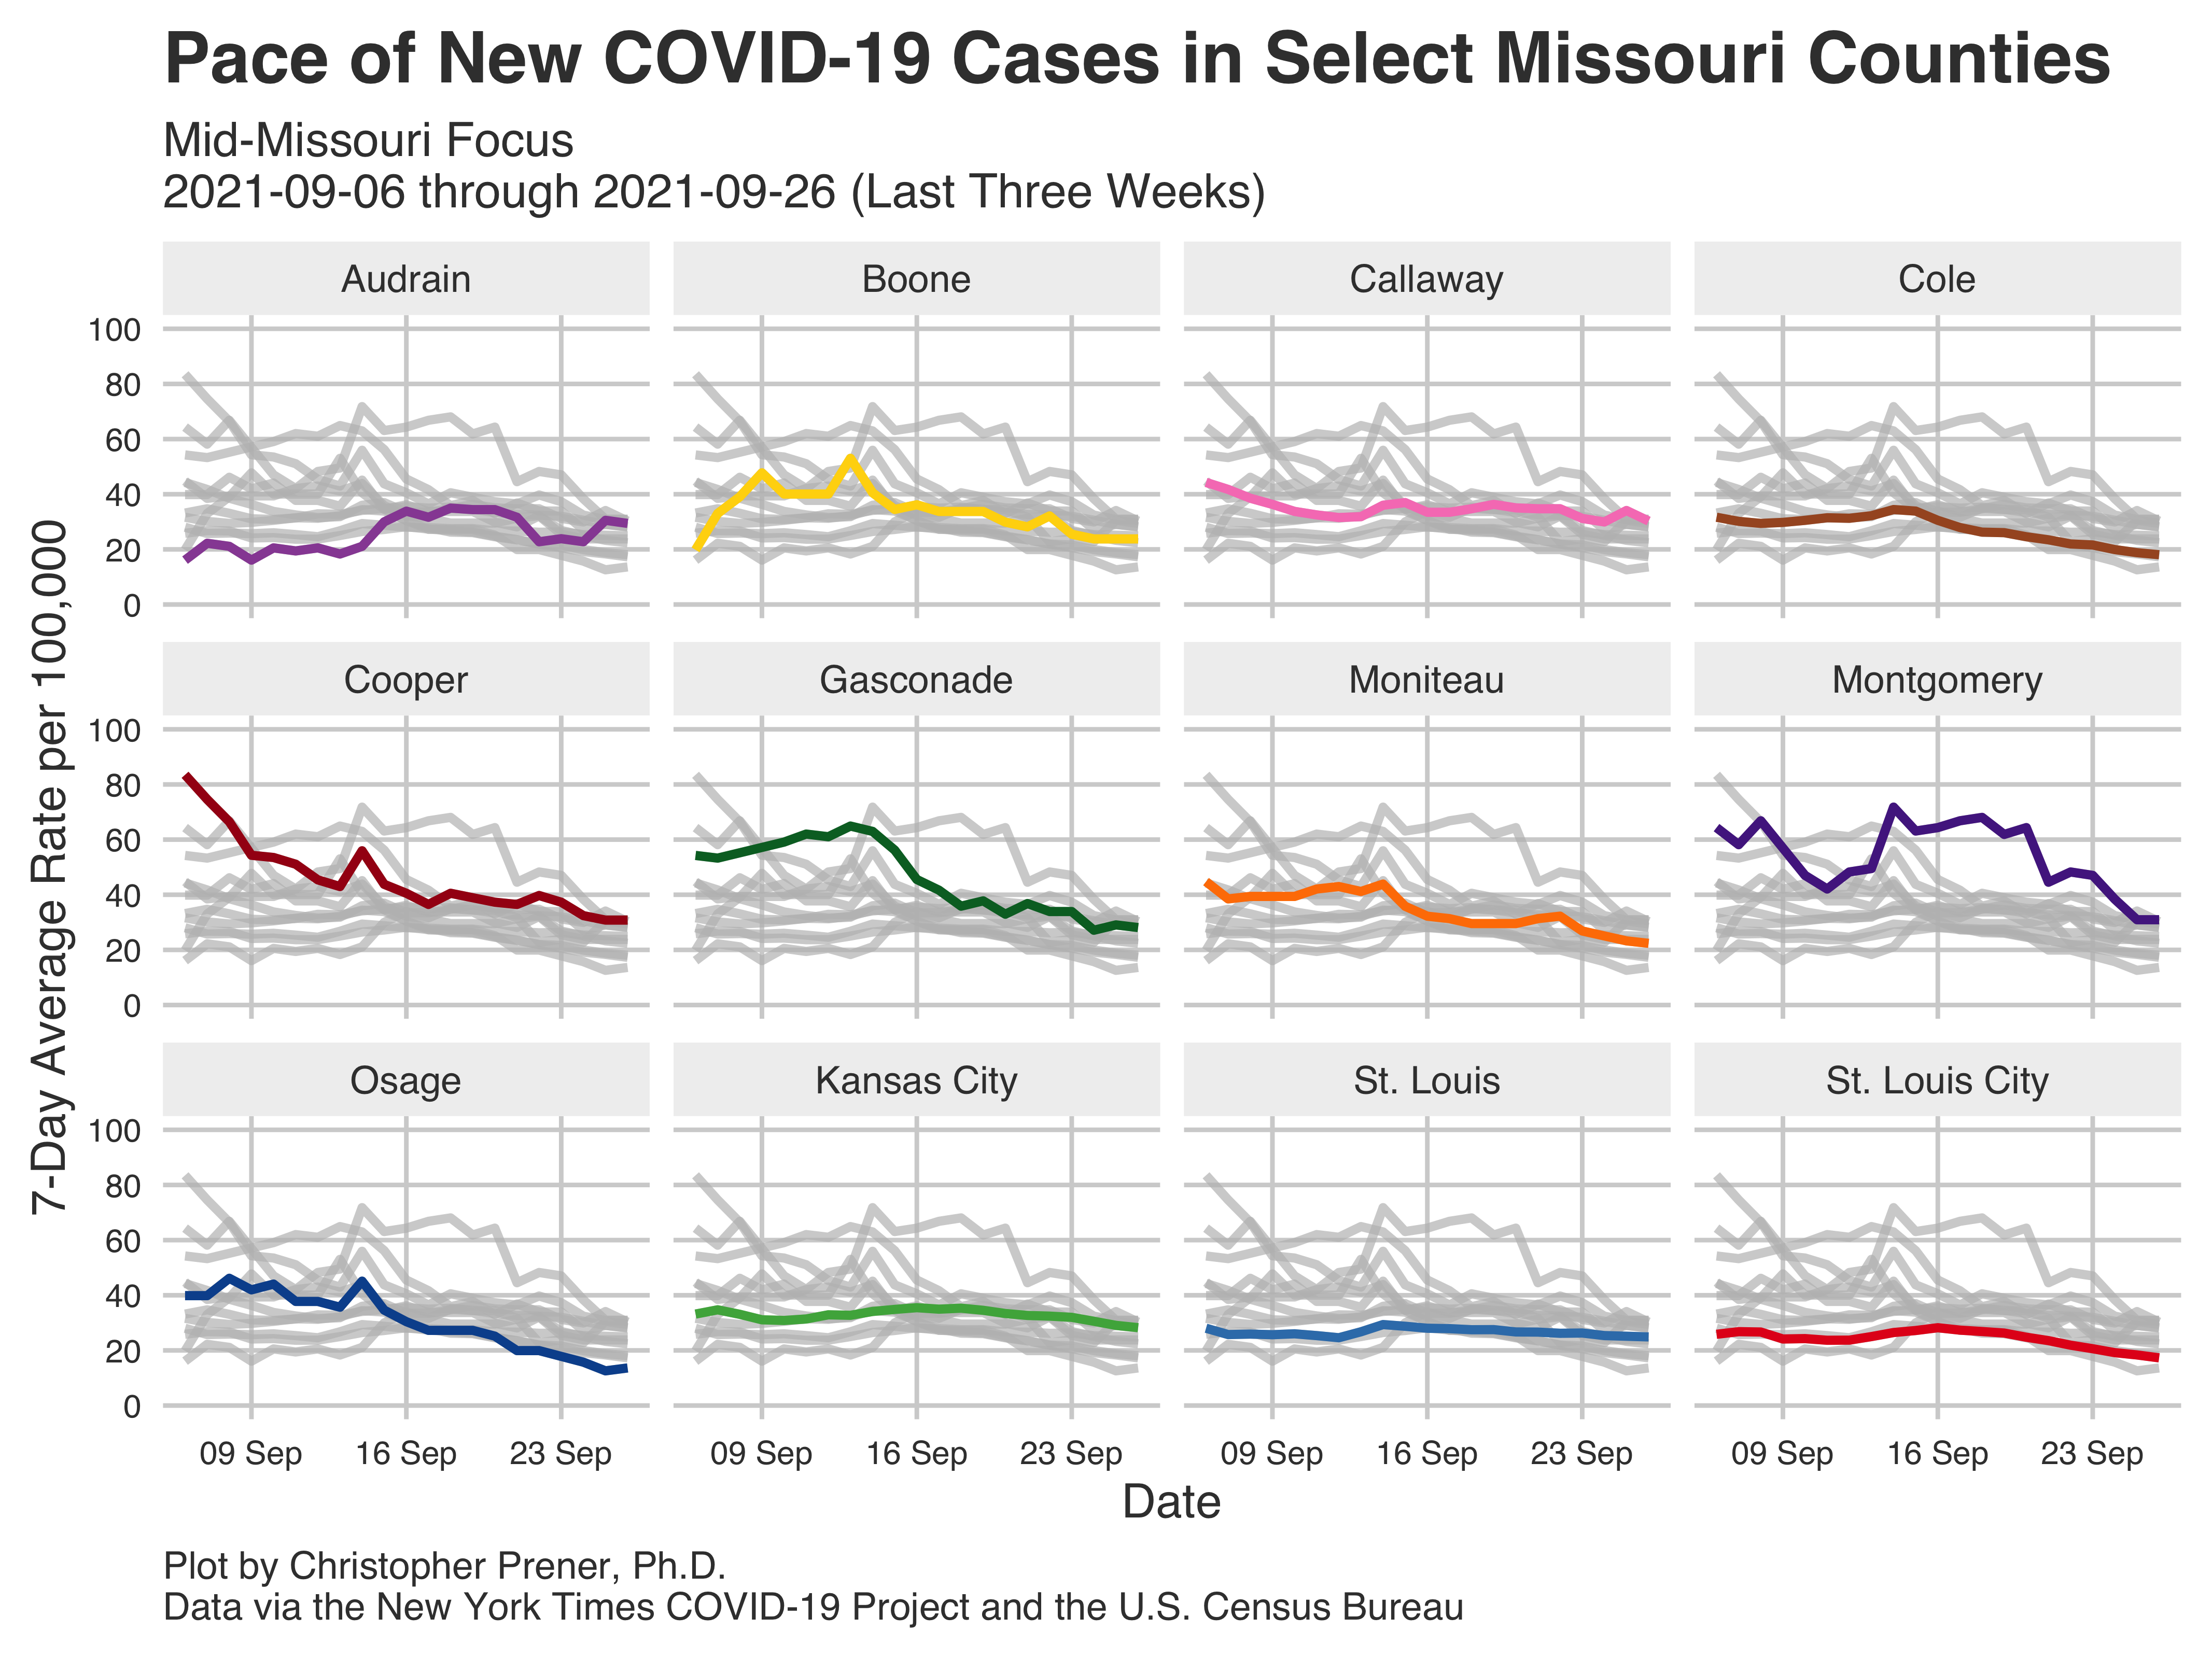 Pace of New COVID-19 Cases in Select Missouri Counties
Mid-Missouri Focus
2021-09-06 through 2021-09-26 (Last Three Weeks)
7-Day Average Rate per 100,000
Audrain
Boone
Callaway
Cole
100
80
60
40
20
0
Cooper
Gasconade
Moniteau
Montgomery
100
80
60
40
20
0
Osage
Kansas City
St. Louis
St. Louis City
100
80
60
40
20
0
09 Sep 16 Sep 23 Sep
09 Sep 16 Sep 23 Sep
09 Sep 16 Sep 23 Sep
09 Sep 16 Sep 23 Sep
Date
Plot by Christopher Prener, Ph.D.
Data via the New York Times COVID-19 Project and the U.S. Census Bureau